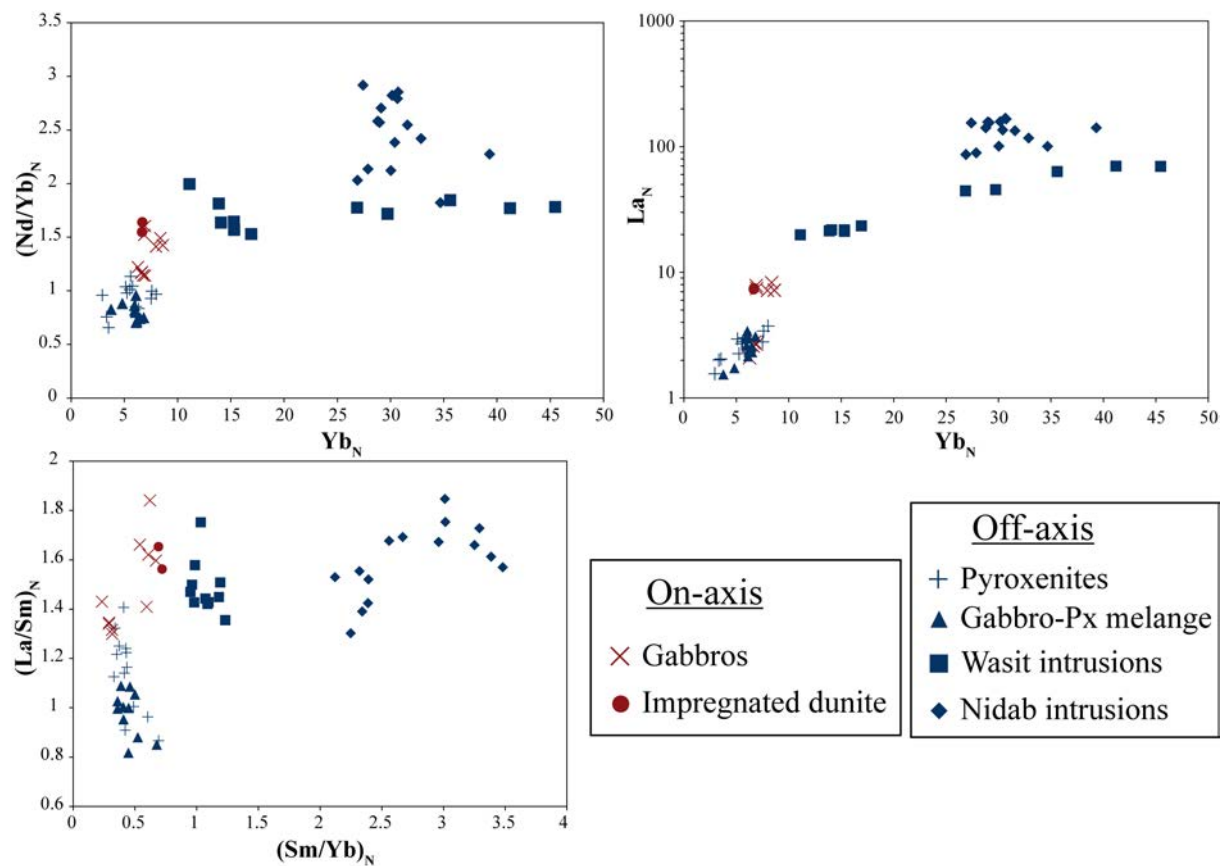 3.5
3
2.5
2
1.5
1
0.5
0
(Nd/Yb)N
0 5 10 15 20 25 30 35 40 45 50
YbN
1000
100
10
1
LaN
0 5 10 15 20 25 30 35 40 45 50
YbN
2
1.8
1.6
1.4
1.2
1
0.8
0.6
(La/Sm)N
0 0.5 1 1.5 2 2.5 3 3.5 4
(Sm/Yb)N
On-axis
Gabbros
Impregnated dunite
Off-axis
Pyroxenites
Gabbro-Px melange
Wasit intrusions
Nidab intrusions